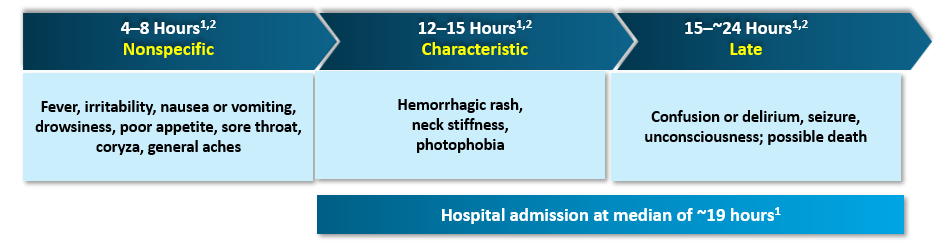 4–8 Hours1,2
Nonspecific
12–15 Hours1,2
Characteristic
15–~24 Hours1,2
Late
Fever, irritability, nausea or vomiting,
drowsiness, poor appetite, sore throat,
coryza, general aches
Hemorrhagic rash,
neck stiffness,
photophobia
Confusion or delirium, seizure,
unconsciousness; possible death
Hospital admission at median of ~19 hours1